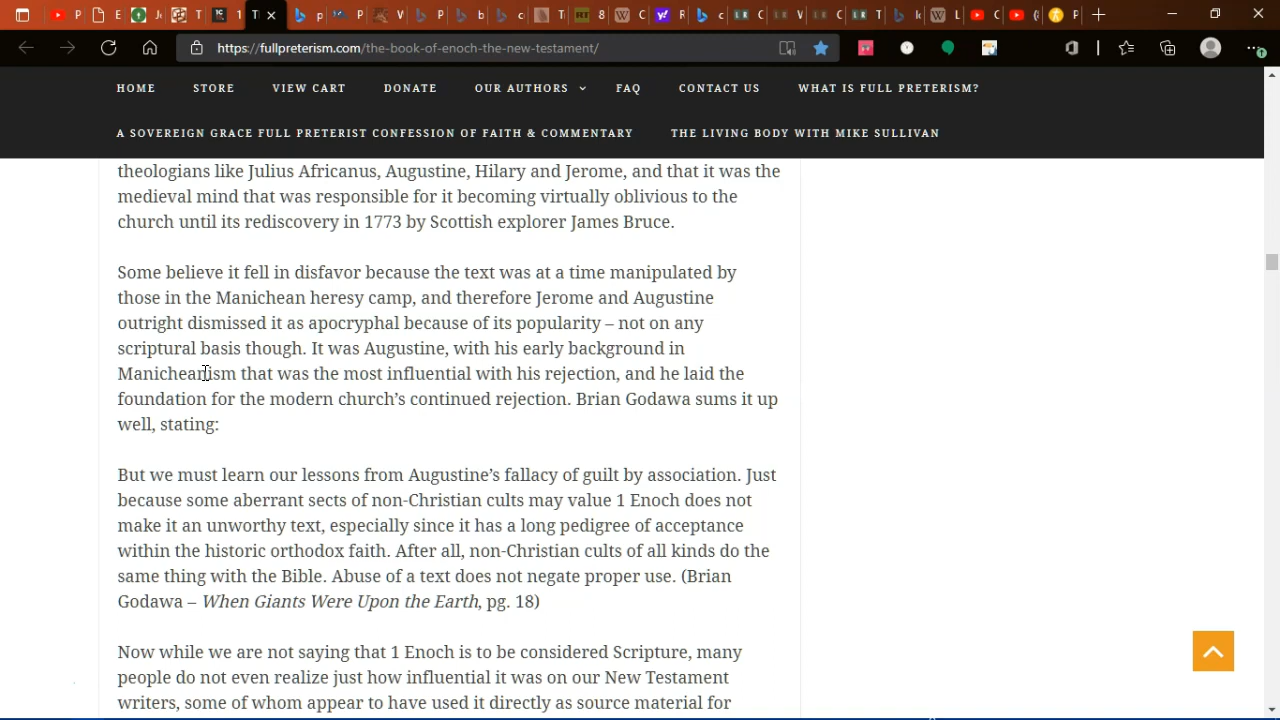 https://fullpreterism.com/the-book-of-enoch-the-new-testament/
HOME STORE VIEW CART DONATE OUR AUTHORS FAQ CONTACT US WHAT IS FULL PRETERISM?
A SOVEREIGN GRACE FULL PRETERIST CONFESSION OF FAITH & COMMENTARY THE LIVING BODY WITH MIKE SULLIVAN
theologians like Julius Africanus, Augustine, Hilary and Jerome, and that it was the
medieval mind that was responsible for it becoming virtually oblivious to the
church until its rediscovery in 1773 by Scottish explorer James Bruce.
Some believe it fell in disfavor because the text was at a time manipulated by
those in the Manichean heresy camp, and therefore Jerome and Augustine
outright dismissed it as apocryphal because of its popularity – not on any
scriptural basis though. It was Augustine, with his early background in
Manicheanism that was the most influential with his rejection, and he laid the
foundation for the modern church’s continued rejection. Brian Godawa sums it up
well, stating:
But we must learn our lessons from Augustine’s fallacy of guilt by association. Just
because some aberrant sects of non-Christian cults may value 1 Enoch does not
make it an unworthy text, especially since it has a long pedigree of acceptance
within the historic orthodox faith. After all, non-Christian cults of all kinds do the
same thing with the Bible. Abuse of a text does not negate proper use. (Brian
Godawa – When Giants Were Upon the Earth, pg. 18)
Now while we are not saying that 1 Enoch is to be considered Scripture, many
people do not even realize just how influential it was on our New Testament
writers, some of whom appear to have used it directly as source material for